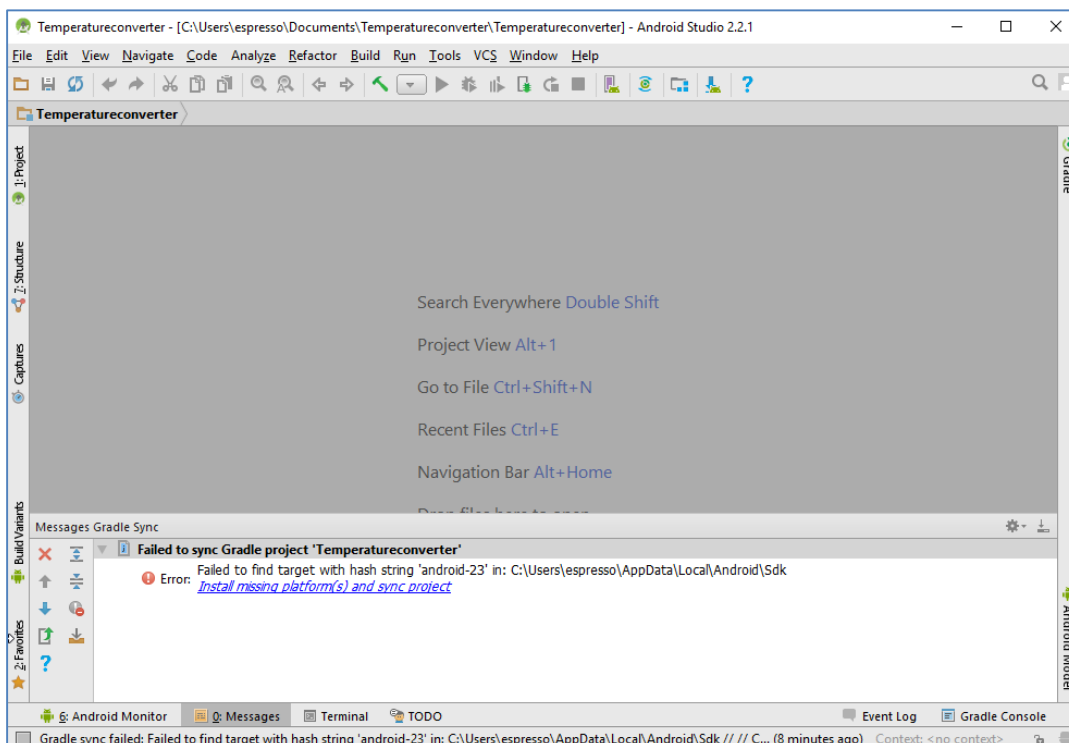 Temperatureconverter - [C:\Users\espresso\Documents\Temperatureconverter\Temperatureconverter] - Android Studio 2.2.1
File Edit View Navigate Code Analyze Refactor Build Run Tools VCS Window Help
Temperatureconverter
1: Project
7: Structure
Captures
Build Variants
2: Favorites
Gradle
Android Model
Search Everywhere Double Shift
Project View Alt+1
Go to File Ctrl+Shift+N
Recent Files Ctrl+E
Navigation Bar Alt+Home
Drop files here to open
Messages Gradle Sync
Failed to sync Gradle project 'Temperatureconverter'
Error: Failed to find target with hash string 'android-23' in: C:\Users\espresso\AppData\Local\Android\Sdk
Install missing platform(s) and sync project
6: Android Monitor 0: Messages Terminal TODO Event Log Gradle Console
Gradle sync failed: Failed to find target with hash string 'android-23' in: C:\Users\espresso\AppData\Local\Android\Sdk // // C... (8 minutes ago) Context: <no context>